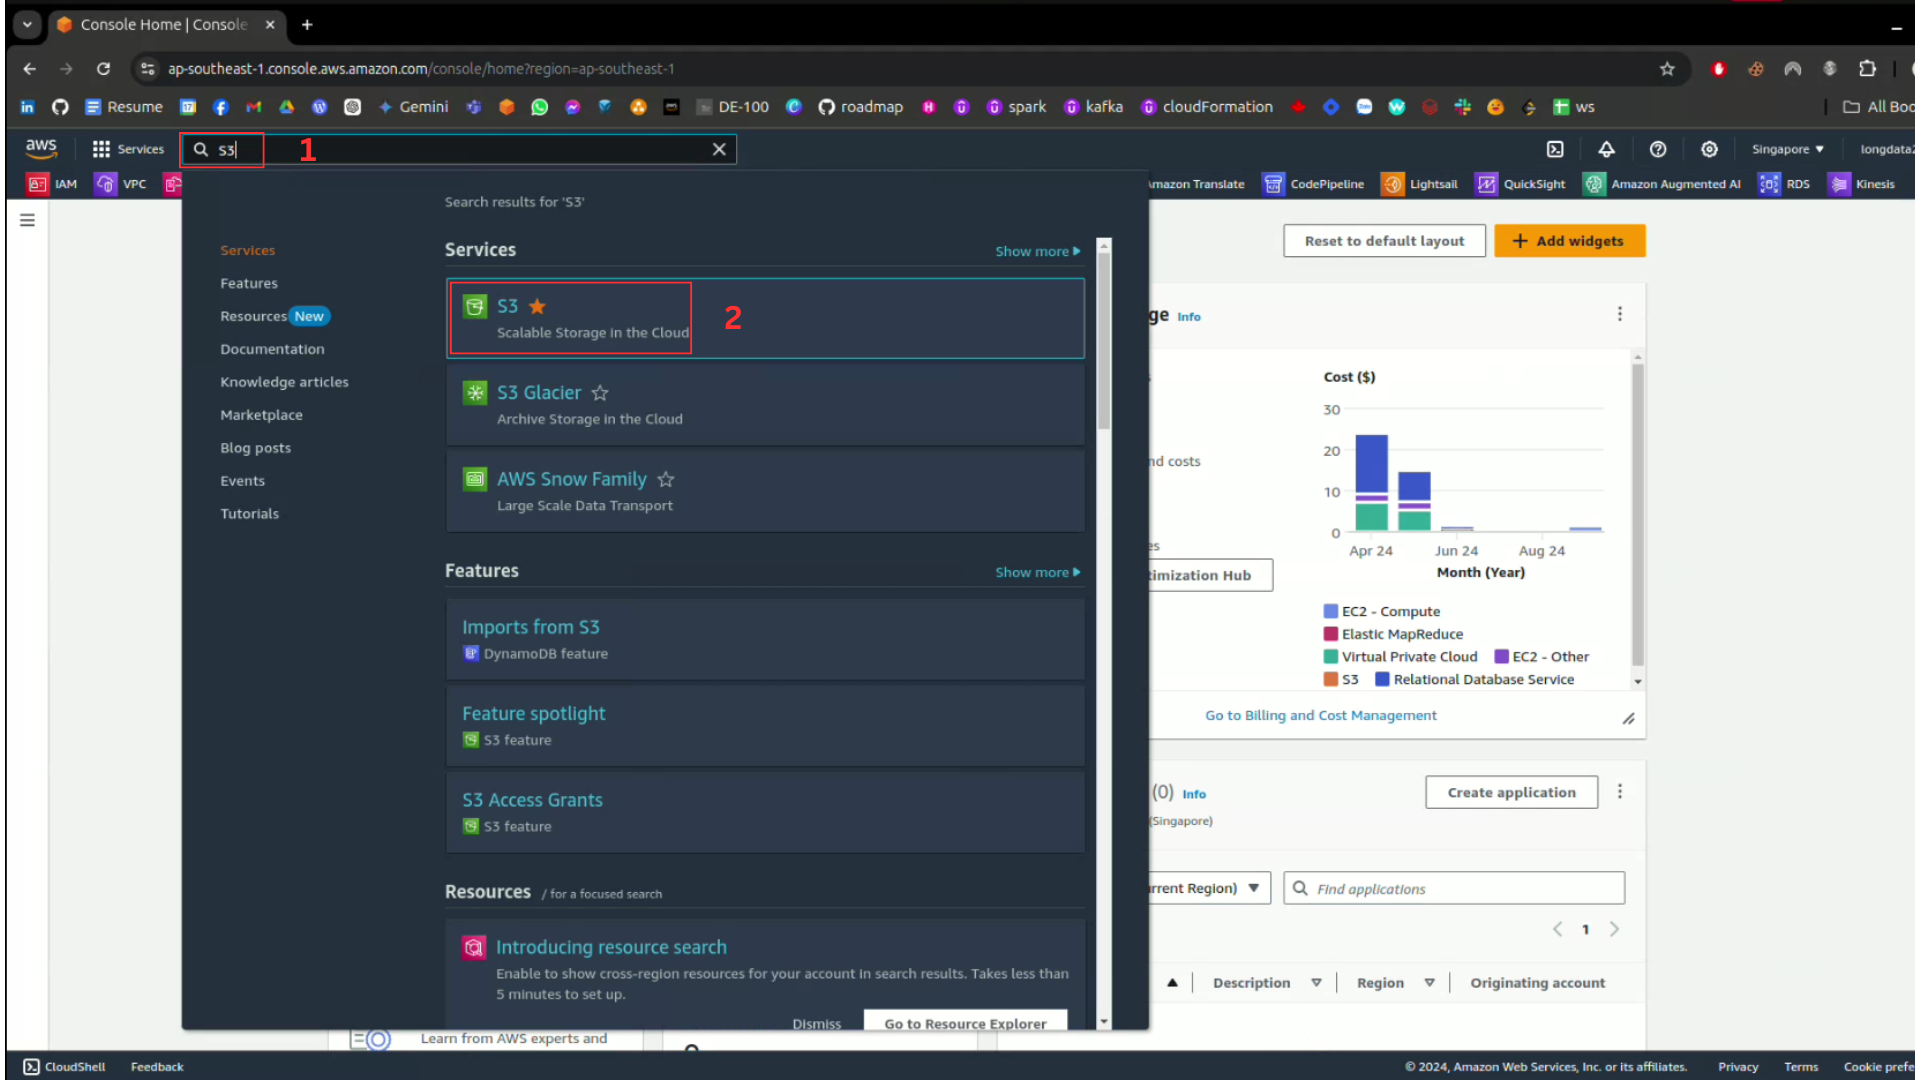 Console Home | Console
ap-southeast-1.console.aws.amazon.com/console/home?region=ap-southeast-1
Resume
Gemini
DE-100
roadmap
spark
kafka
cloudFormation
ws
All Boo
aws
Services
S3
1
Singapore
longdata2
IAM
VPC
Amazon Translate
CodePipeline
Lightsail
QuickSight
Amazon Augmented AI
RDS
Kinesis
Search results for 'S3'
Services
Features
Resources New
Documentation
Knowledge articles
Marketplace
Blog posts
Events
Tutorials
Services
Show more
S3
Scalable Storage in the Cloud
2
S3 Glacier
Archive Storage in the Cloud
AWS Snow Family
Large Scale Data Transport
Features
Show more
Imports from S3
DynamoDB feature
Feature spotlight
S3 feature
S3 Access Grants
S3 feature
Resources / for a focused search
Introducing resource search
Enable to show cross-region resources for your account in search results. Takes less than
5 minutes to set up.
Dismiss
Go to Resource Explorer
Reset to default layout
+ Add widgets
ge Info
Cost ($)
30
20
10
0
Apr 24
Jun 24
Aug 24
Month (Year)
nd costs
es
timization Hub
EC2 - Compute
Elastic MapReduce
Virtual Private Cloud
EC2 - Other
S3
Relational Database Service
Go to Billing and Cost Management
(0) Info
(Singapore)
Create application
urrent Region)
Find applications
1
Description
Region
Originating account
Learn from AWS experts and
CloudShell
Feedback
© 2024, Amazon Web Services, Inc. or its affiliates.
Privacy
Terms
Cookie prefe